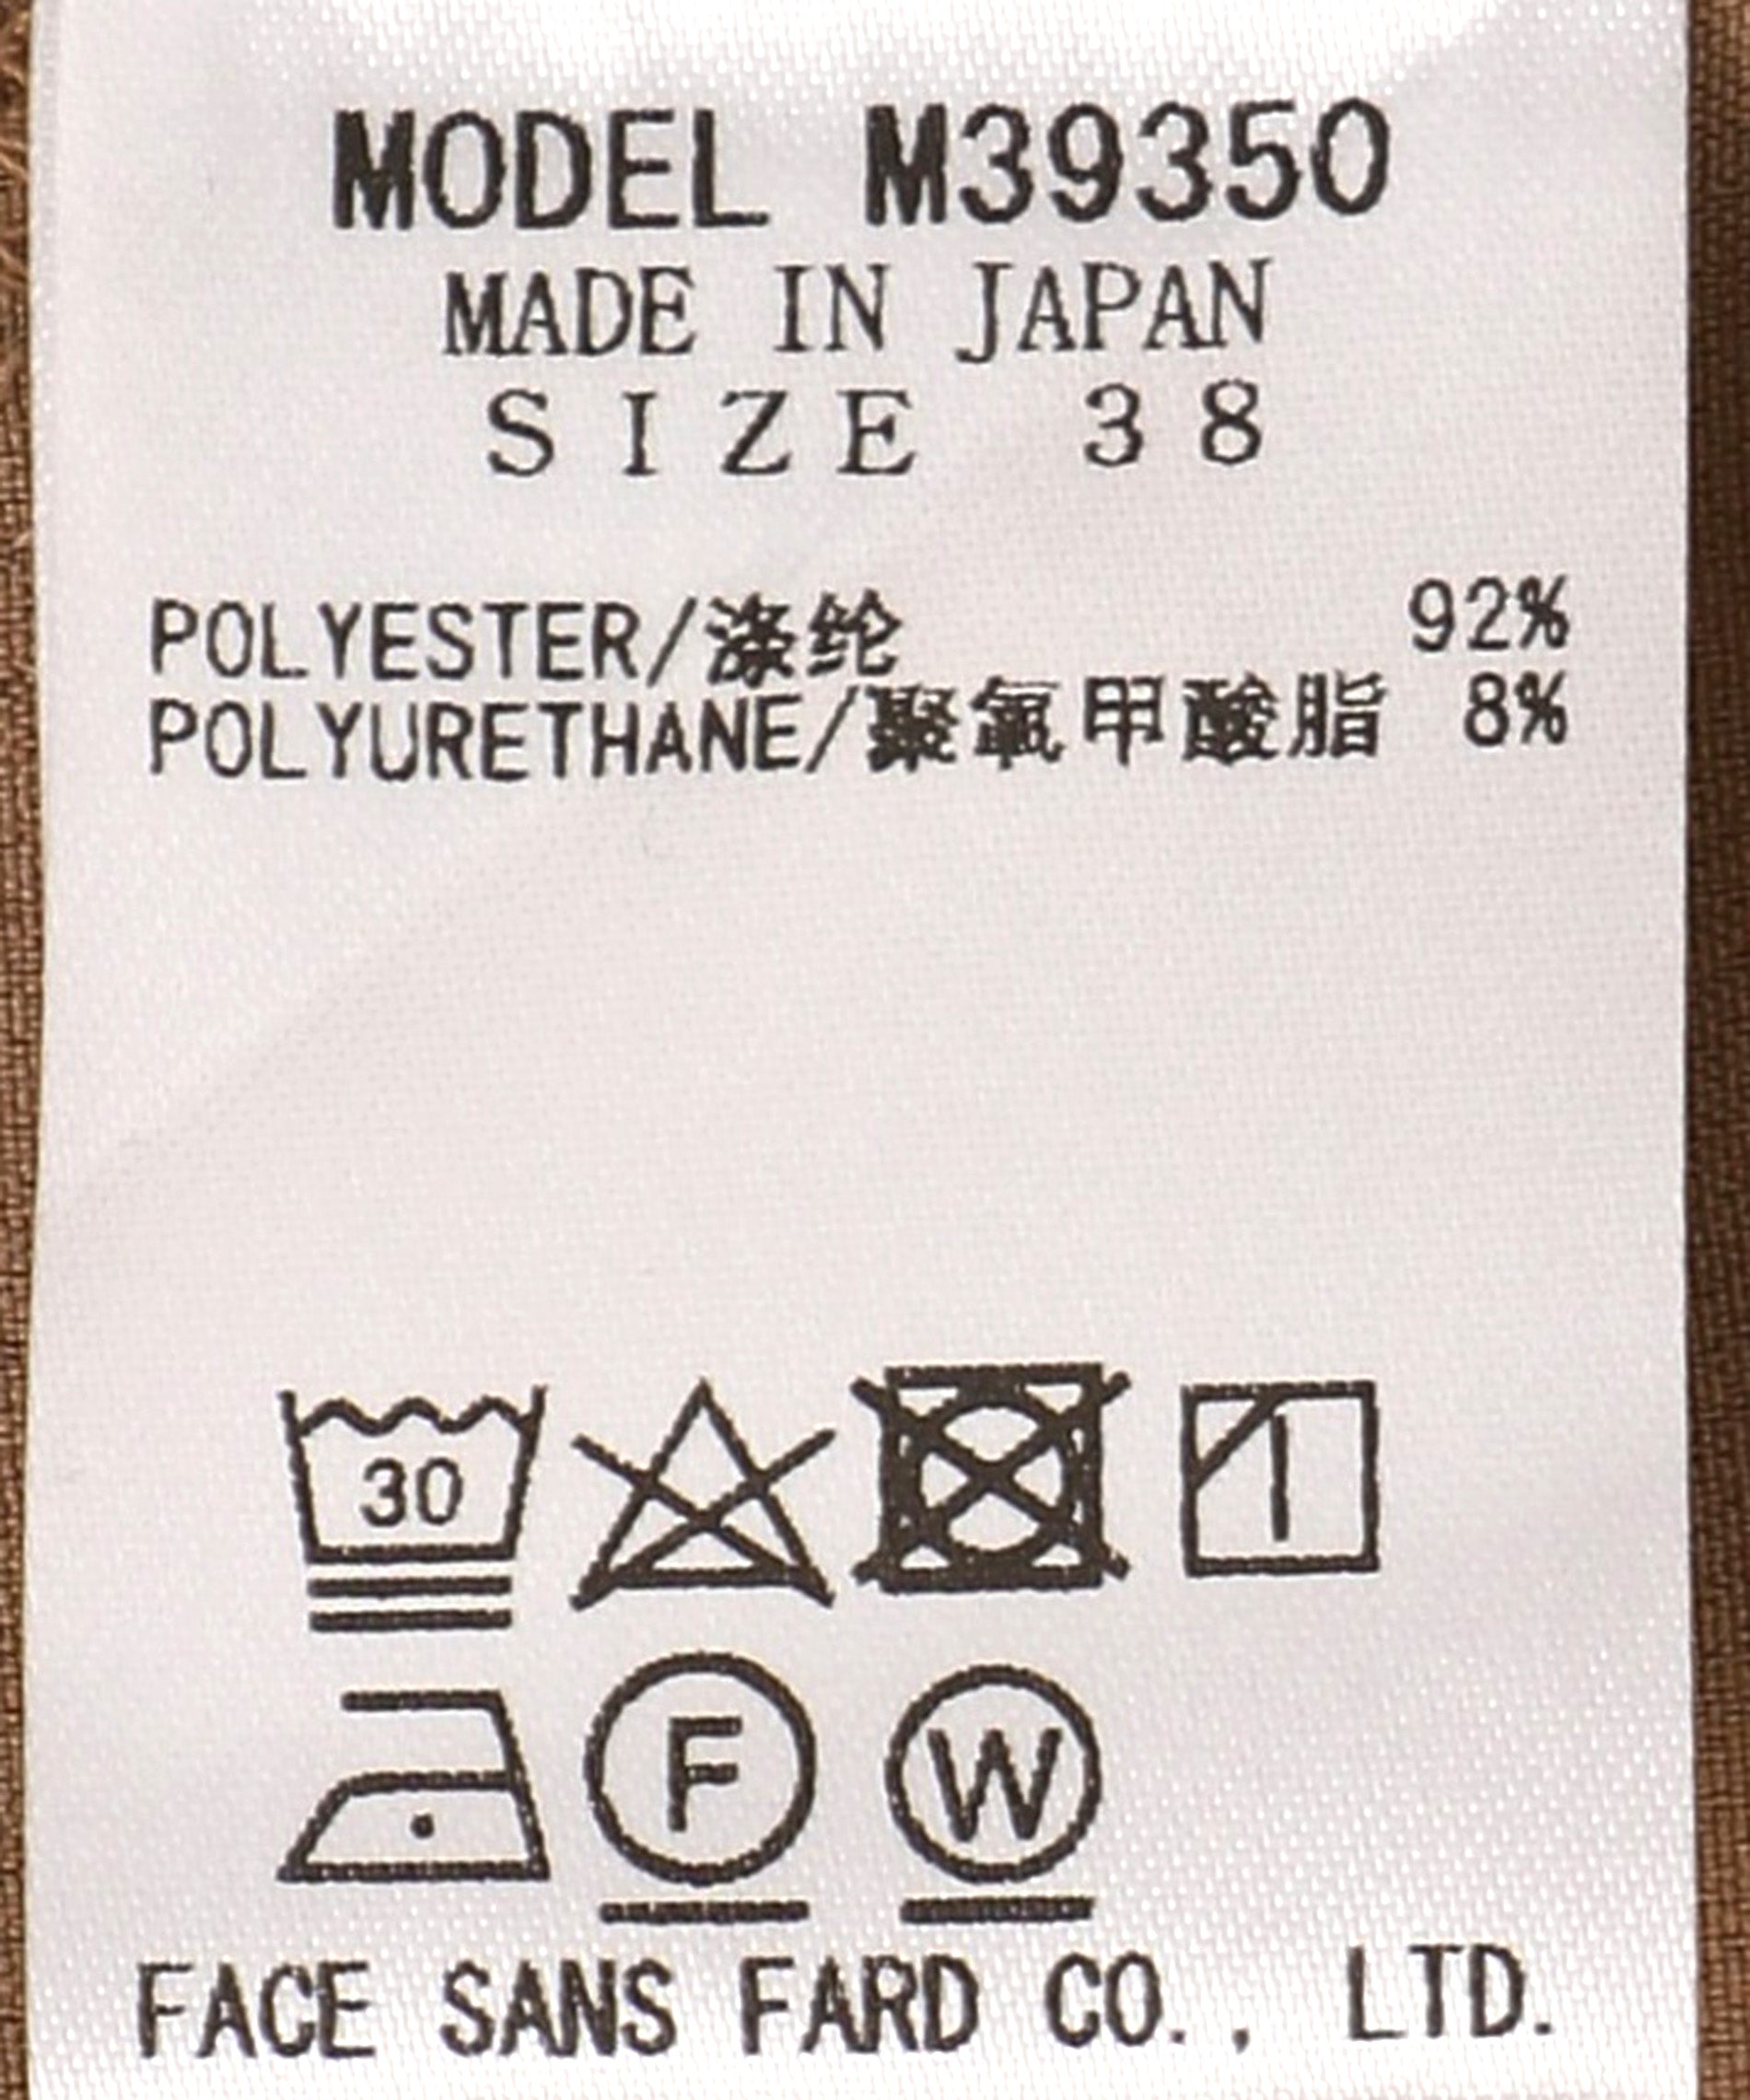 MODEL M39350
MADE IN JAPAN
SIZE 38
POLYESTER/涤纶 92%
POLYURETHANE/聚氰甲酸脂 8%
30
F W
FACE SANS FARD CO., LTD.